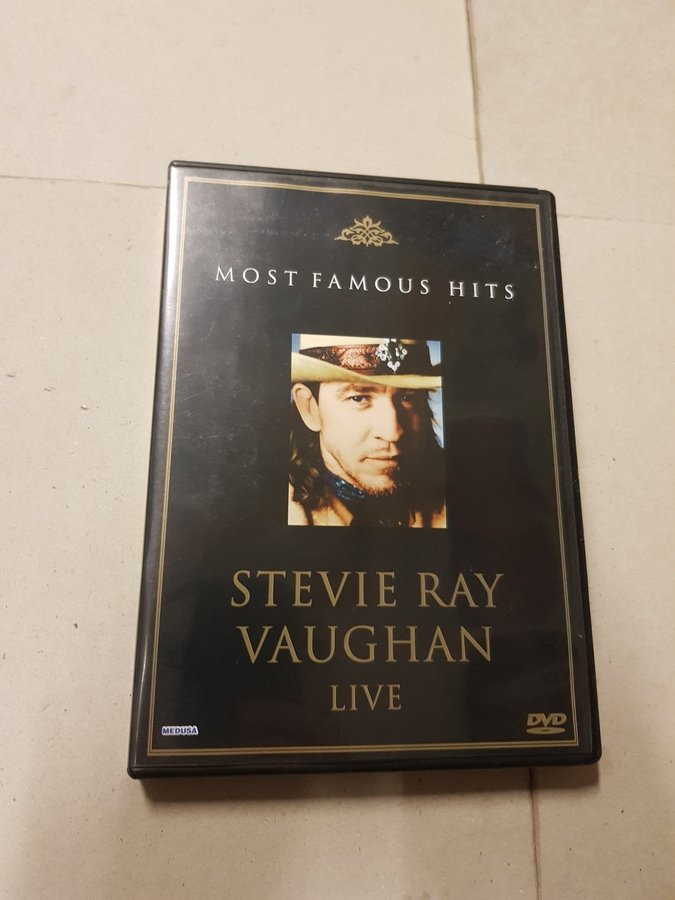 MOST FAMOUS HITS
STEVIE RAY
VAUGHAN
LIVE
MEDUSA
DVD